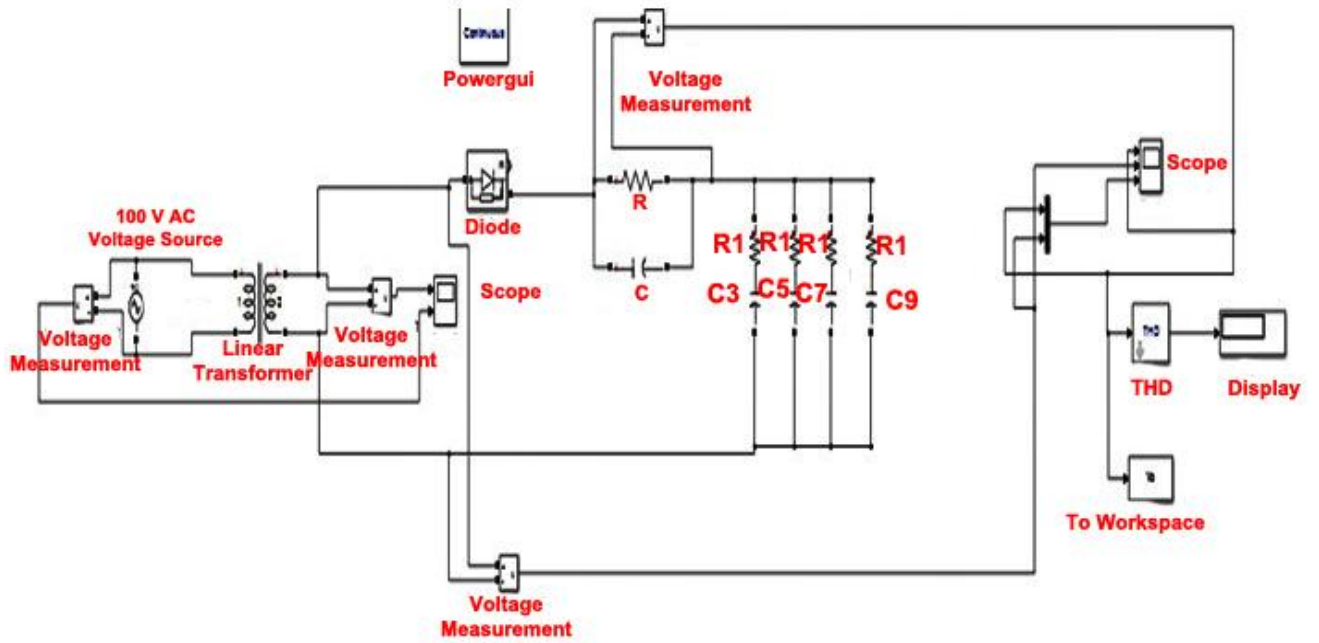 Continuous
Powergui
Voltage
Measurement
Scope
Diode
R
C
100 V AC
Voltage Source
R1
R1
R1
R1
C3
C5
C7
C9
Scope
Voltage
Measurement
Linear
Transformer
Voltage
Measurement
THD
THD
Display
To Workspace
Voltage
Measurement